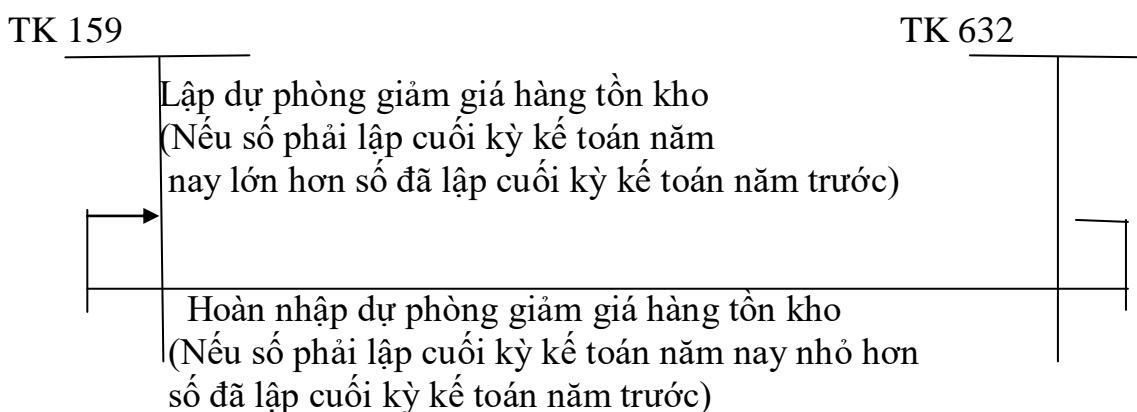 TK 159 TK 632
Lập dự phòng giảm giá hàng tồn kho
(Nếu số phải lập cuối kỳ kế toán năm
nay lớn hơn số đã lập cuối kỳ kế toán năm trước)
Hoàn nhập dự phòng giảm giá hàng tồn kho
(Nếu số phải lập cuối kỳ kế toán năm nay nhỏ hơn
số đã lập cuối kỳ kế toán năm trước)